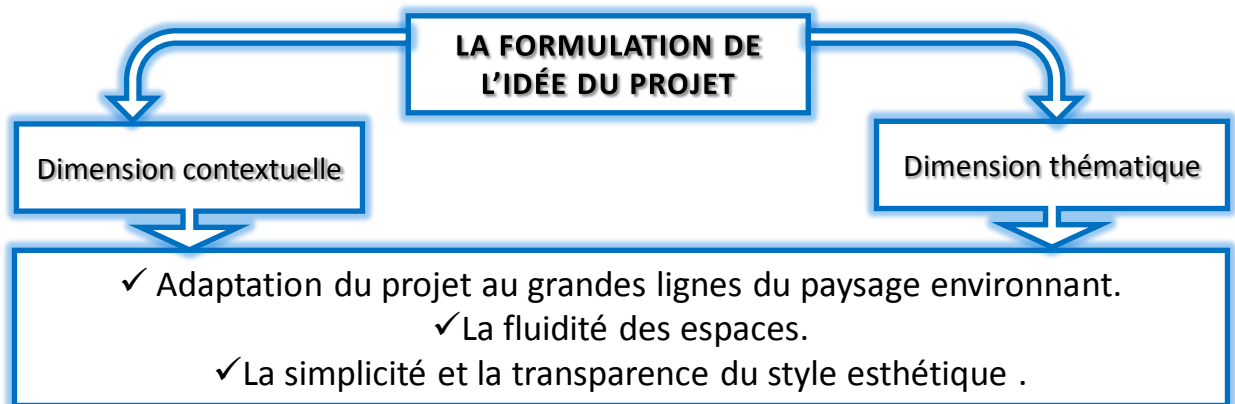 LA FORMULATION DE
L’IDÉE DU PROJET
Dimension contextuelle
Dimension thématique
✓ Adaptation du projet au grandes lignes du paysage environnant.
✓La fluidité des espaces.
✓La simplicité et la transparence du style esthétique .